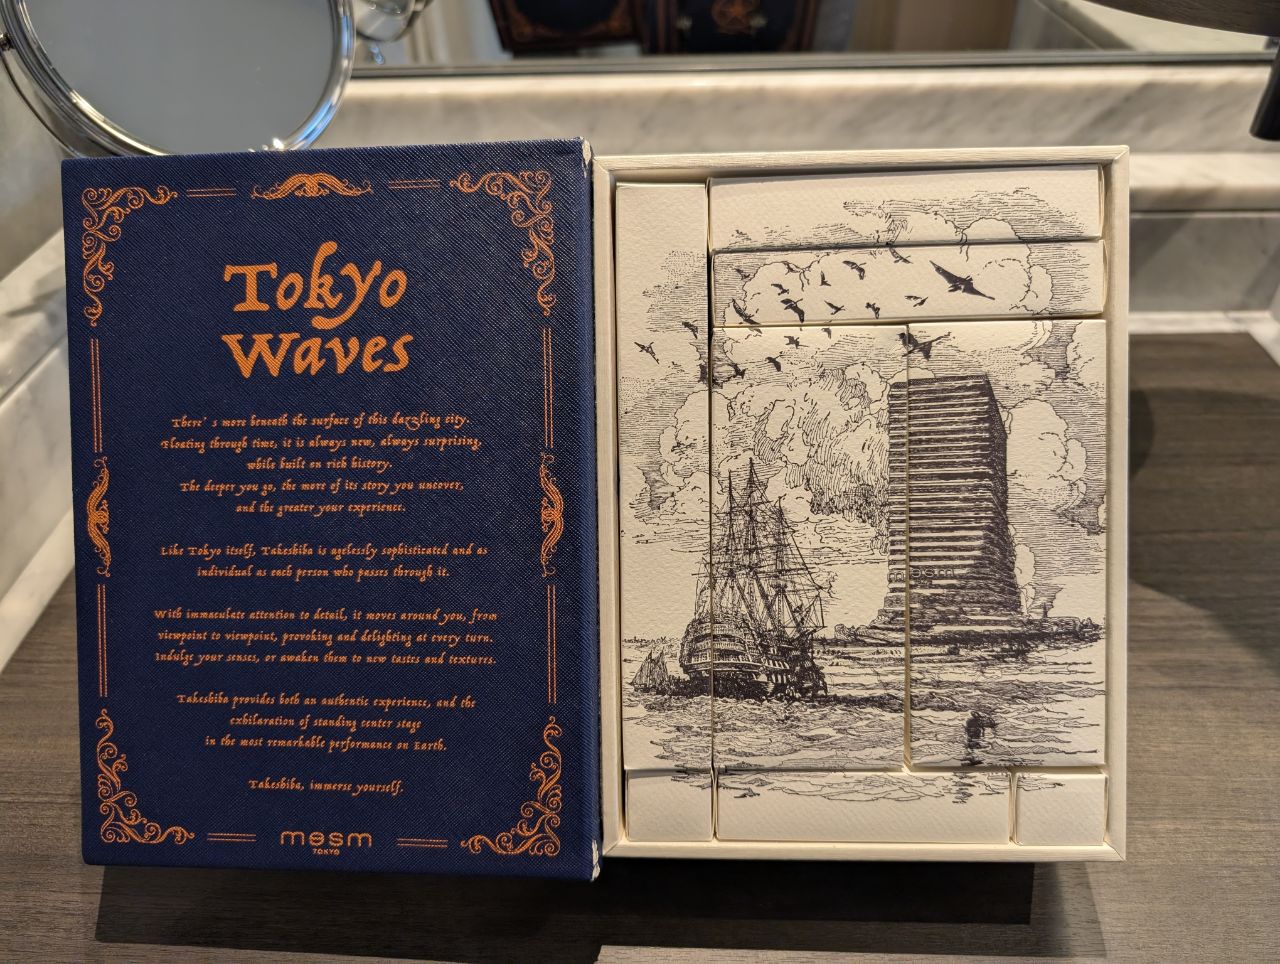 Tokyo
Waves
There's more beneath the surface of this dazzling city.
Floating through time, it is always new, always surprising,
while built on rich history.
The deeper you go, the more of its story you uncover,
and the greater your experience.
Like Tokyo itself, Takeshiba is agelessly sophisticated and as
individual as each person who passes through it.
With immaculate attention to detail, it moves around you, from
viewpoint to viewpoint, provoking and delighting at every turn.
Indulge your senses, or awaken them to new tastes and textures.
Takeshiba provides both an authentic experience, and the
exhilaration of standing center stage
in the most remarkable performance on Earth.
Takeshiba, immerse yourself.
mesm
TOKYO
mesm